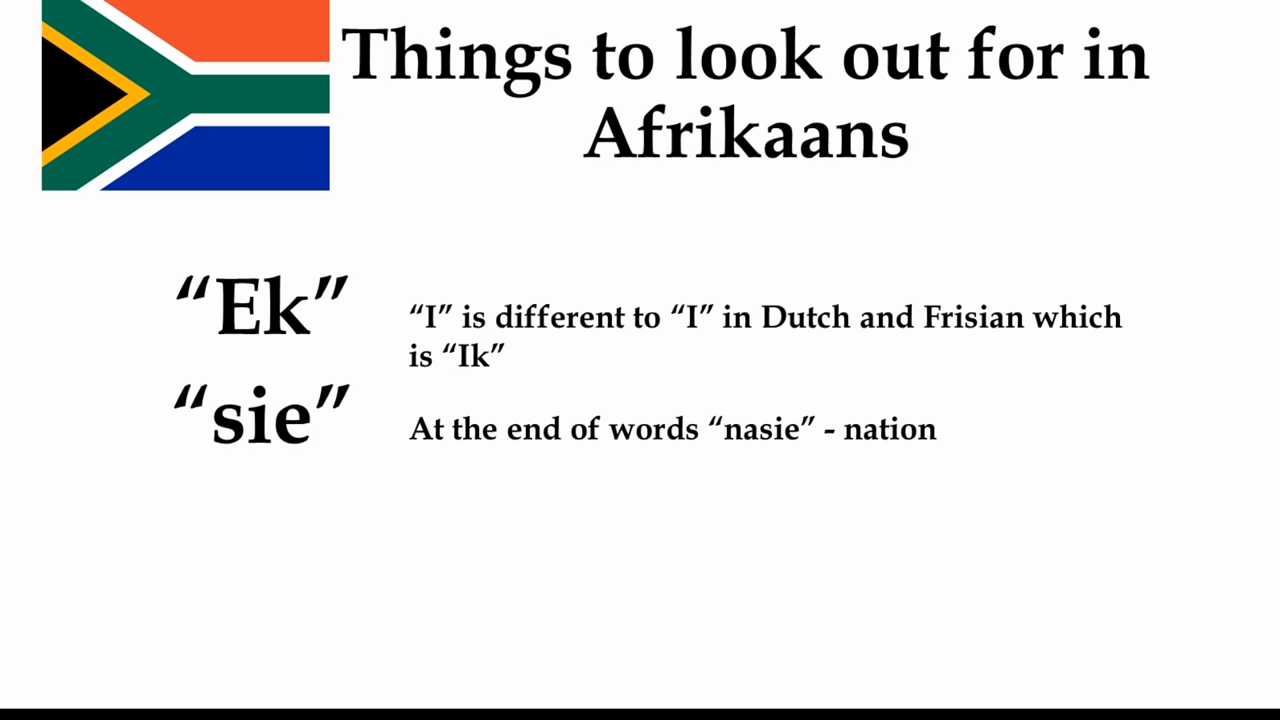 Things to look out for in
Afrikaans
“Ek”
“I” is different to “I” in Dutch and Frisian which
is “Ik”
“sie”
At the end of words “nasie” - nation